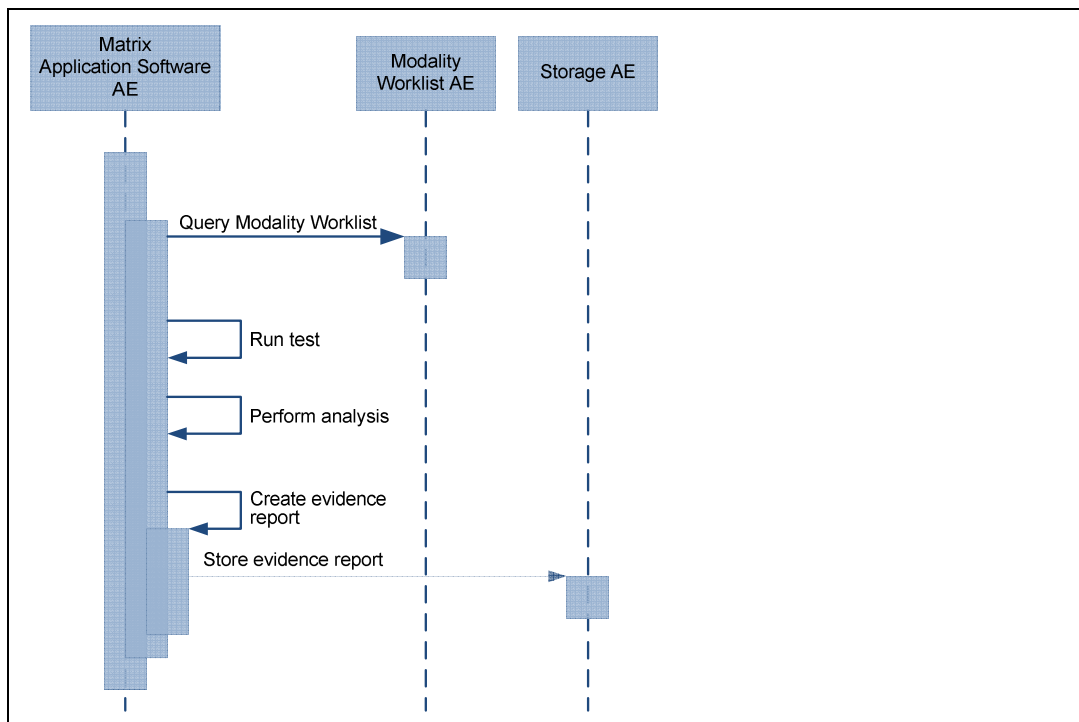 Matrix
Application Software
AE
Modality
Worklist AE
Storage AE
Query Modality Worklist
Run test
Perform analysis
Create evidence
report
Store evidence report